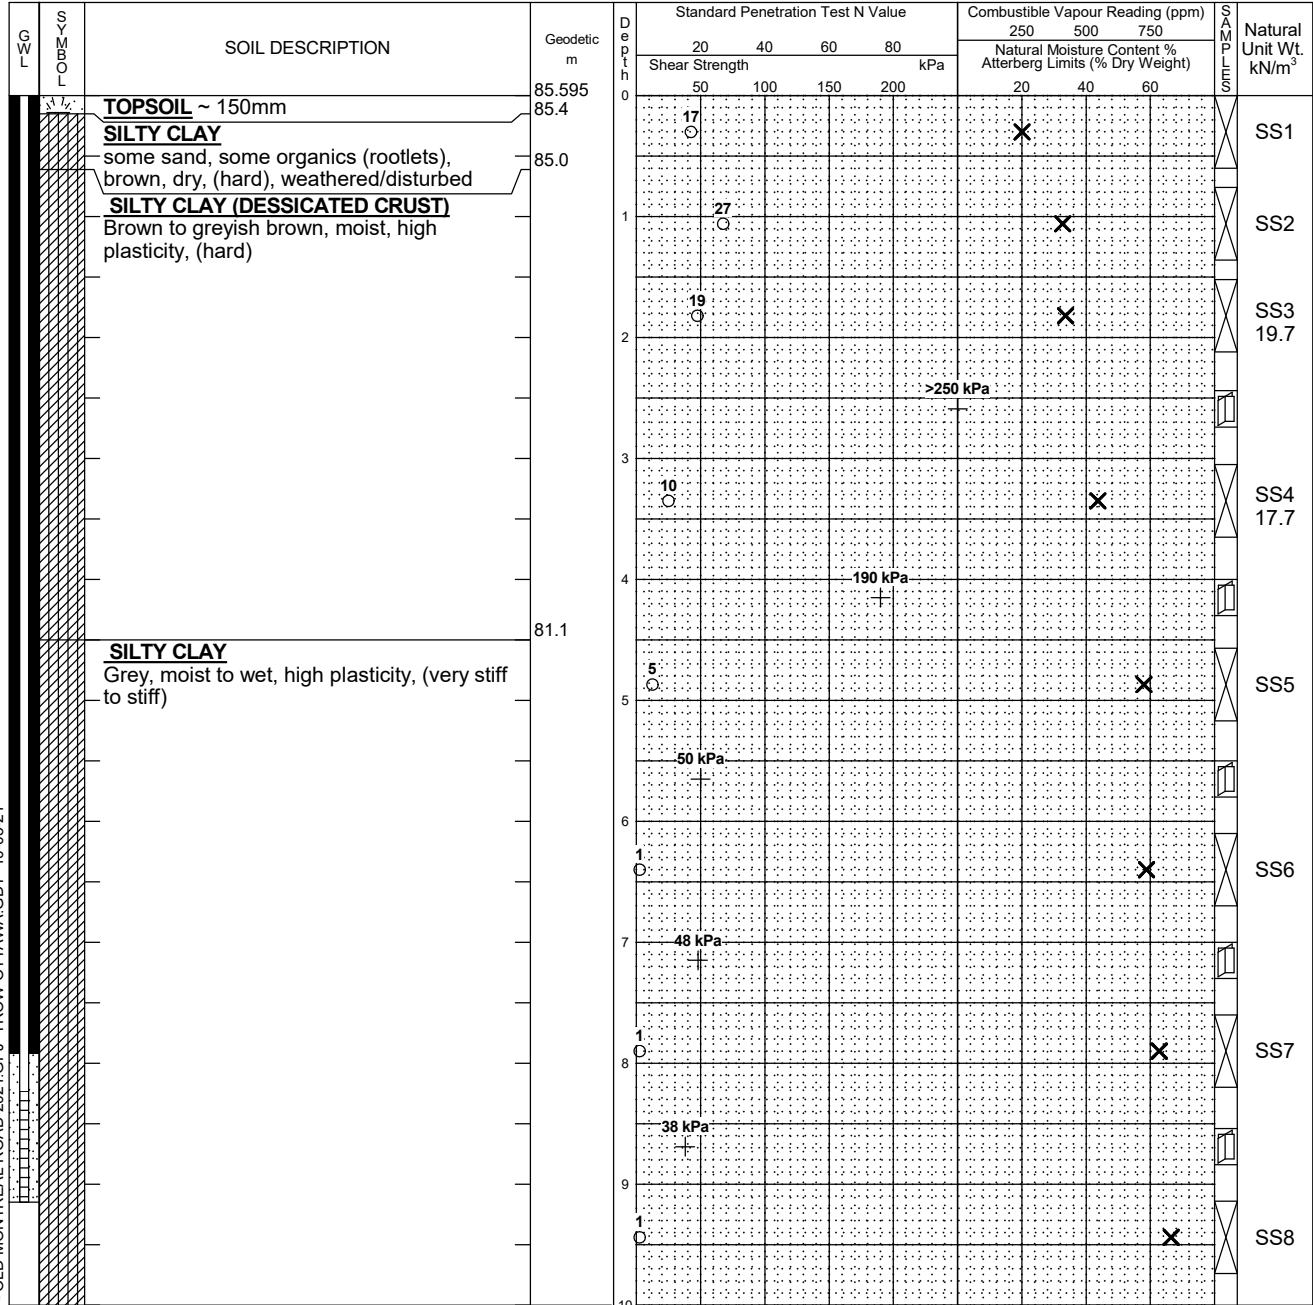 GWL
SYMBOL
SOIL DESCRIPTION
Geodetic
m
Depth
Standard Penetration Test N Value
20 40 60 80
Shear Strength kPa
50 100 150 200
Combustible Vapour Reading (ppm)
250 500 750
Natural Moisture Content %
Atterberg Limits (% Dry Weight)
20 40 60
SAMPLES
Natural
Unit Wt.
kN/m³
85.595
0
TOPSOIL ~ 150mm
85.4
SILTY CLAY
some sand, some organics (rootlets),
brown, dry, (hard), weathered/disturbed
85.0
17
SS1
SILTY CLAY (DESSICATED CRUST)
Brown to greyish brown, moist, high
plasticity, (hard)
1
27
SS2
19
SS3
19.7
2
>250 kPa
3
10
SS4
17.7
4
190 kPa
81.1
SILTY CLAY
Grey, moist to wet, high plasticity, (very stiff
to stiff)
5
SS5
5
50 kPa
6
1
SS6
7
48 kPa
1
SS7
8
38 kPa
9
1
SS8
10